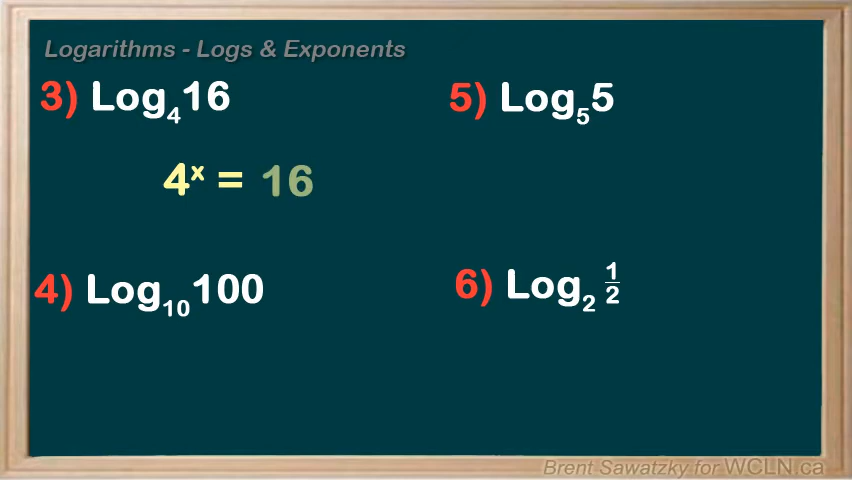 Logarithms - Logs & Exponents
3) Log₄16
4ˣ = 16
4) Log₁₀100
5) Log₅5
6) Log₂ ½
Brent Sawatzky for WCLN.ca